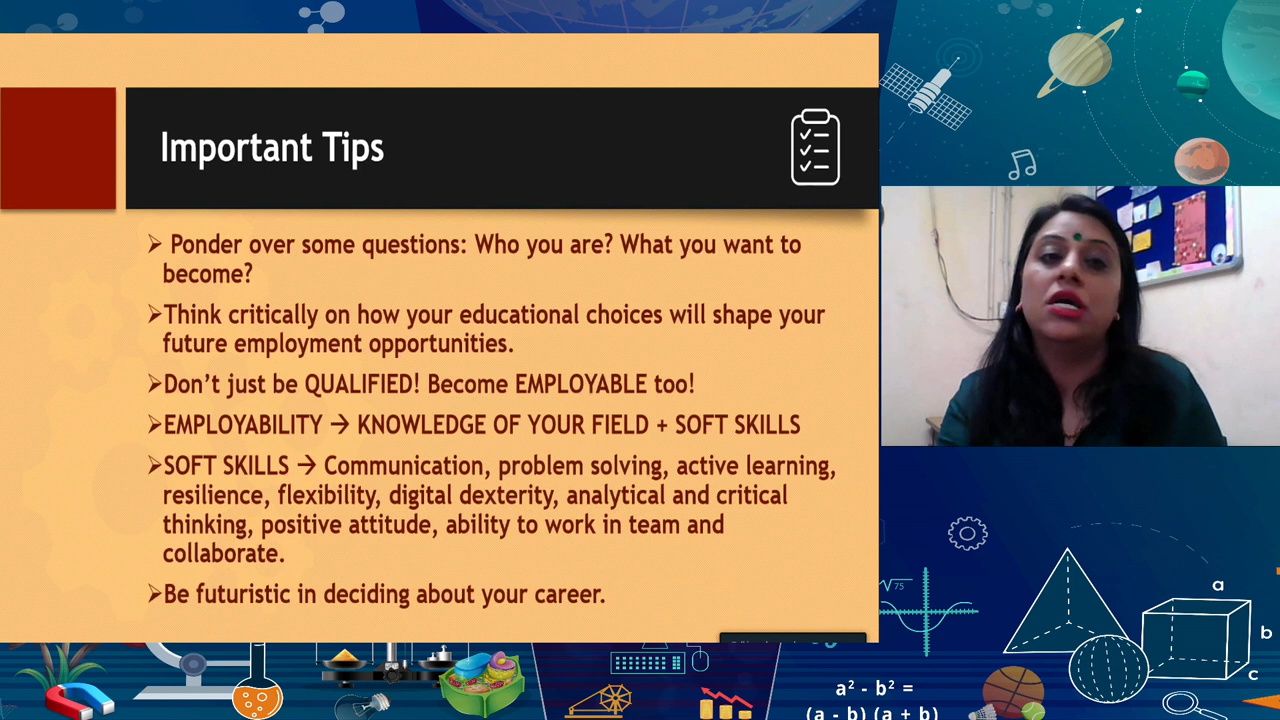 Important Tips
➢ Ponder over some questions: Who you are? What you want to
become?
➢Think critically on how your educational choices will shape your
future employment opportunities.
➢Don't just be QUALIFIED! Become EMPLOYABLE too!
➢EMPLOYABILITY → KNOWLEDGE OF YOUR FIELD + SOFT SKILLS
➢SOFT SKILLS → Communication, problem solving, active learning,
resilience, flexibility, digital dexterity, analytical and critical
thinking, positive attitude, ability to work in team and
collaborate.
➢Be futuristic in deciding about your career.
√75
a
b
c
a² - b² =
(a - b) (a + b)